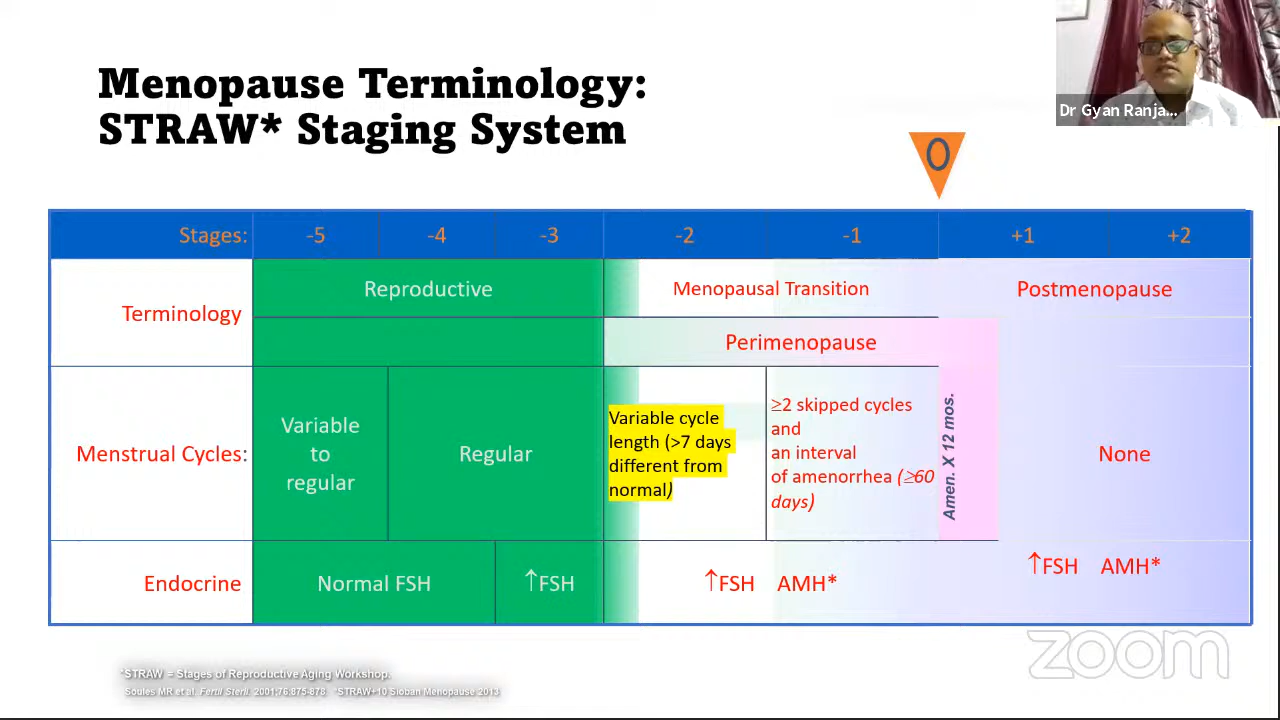 Menopause Terminology:
STRAW* Staging System
Dr Gyan Ranja...
0
Stages: -5 -4 -3 -2 -1 +1 +2
Terminology
Reproductive
Menopausal Transition
Postmenopause
Perimenopause
Menstrual Cycles:
Variable
to
regular
Regular
Variable cycle
length (>7 days
different from
normal)
≥2 skipped cycles
and
an interval
of amenorrhea (≥60
days)
Amen. X 12 mos.
None
Endocrine
Normal FSH
↑FSH
↑FSH AMH*
↑FSH AMH*
zoom
*STRAW = Stages of Reproductive Aging Workshop.
Soules MR et al. Fertil Steril. 2001;76:875-878. *STRAW+10 Sioban Menopause 2013